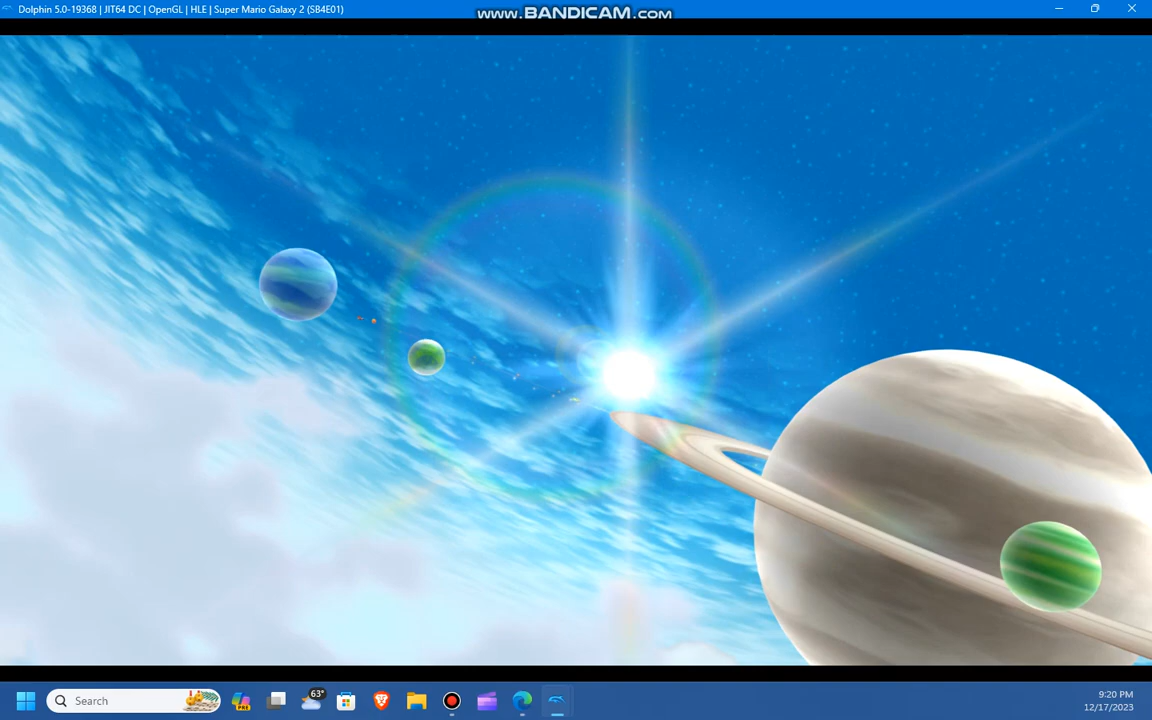 Dolphin 5.0-19368 | JIT64 DC | OpenGL | HLE | Super Mario Galaxy 2 (SB4E01)
www.BANDICAM.com
Search
PRE
63°
9:20 PM
12/17/2023